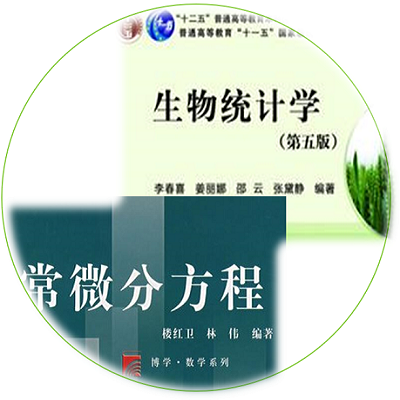 "十二五"普通高等教育
普通高等教育"十一五"国家
生物统计学
(第五版)
李春喜 姜丽娜 邵云 张黛静 编著
常微分方程
楼红卫 林伟 编著
博学·数学系列